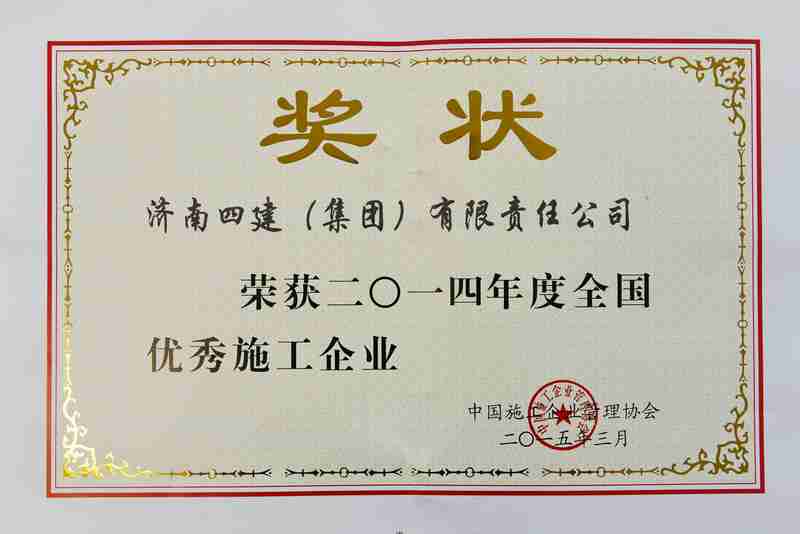 奖状
济南四建（集团）有限责任公司
荣获二〇一四年度全国
优秀施工企业
中国施工企业管理协会
二〇一五年三月